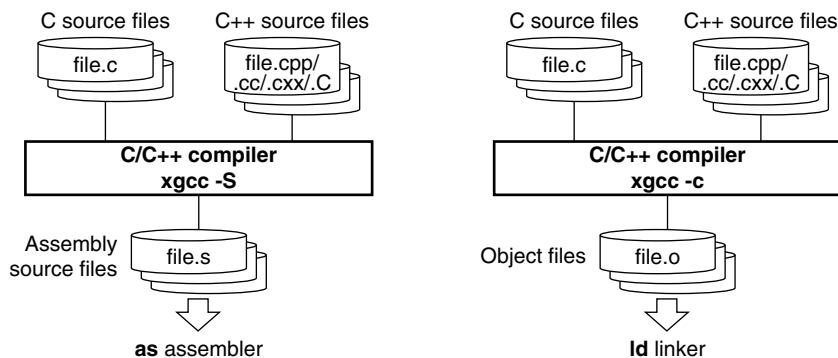 C source files
file.c
C++ source files
file.cpp/
.cc/.cxx/.C
C/C++ compiler
xgcc -S
Assembly
source files
file.s
as assembler
C source files
file.c
C++ source files
file.cpp/
.cc/.cxx/.C
C/C++ compiler
xgcc -c
Object files
file.o
ld linker